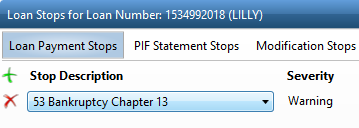 Loan Stops for Loan Number: 1534992018 (LILLY)
Loan Payment Stops PIF Statement Stops Modification Stops
Stop Description Severity
53 Bankruptcy Chapter 13 Warning